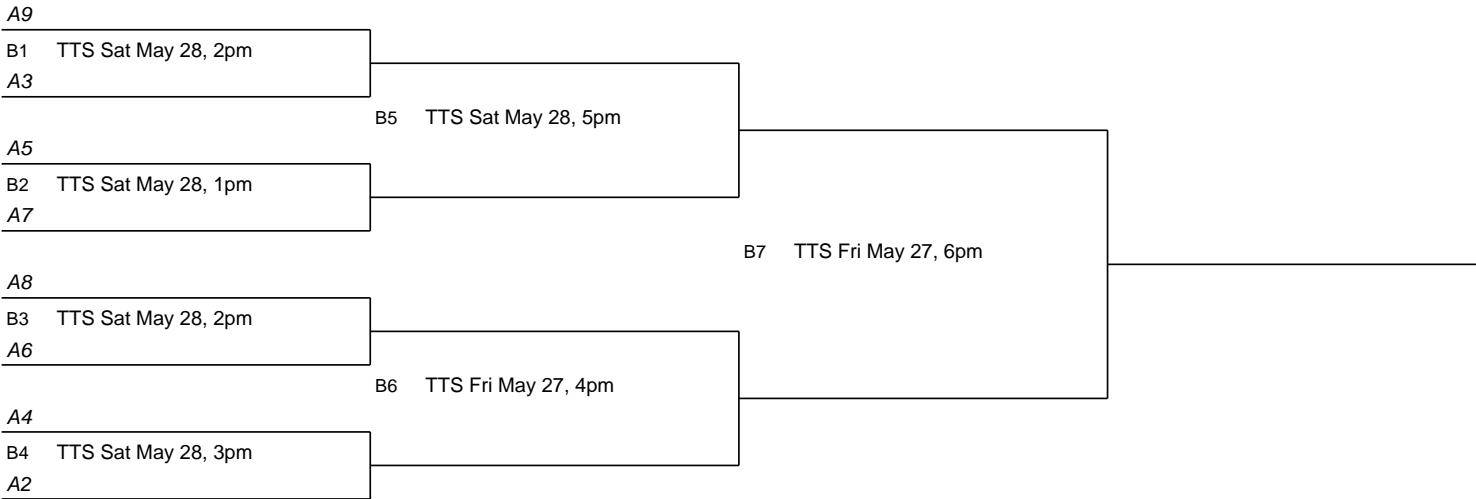 A9
B1 TTS Sat May 28, 2pm
A3
B5 TTS Sat May 28, 5pm
A5
B2 TTS Sat May 28, 1pm
A7
B7 TTS Fri May 27, 6pm
A8
B3 TTS Sat May 28, 2pm
A6
B6 TTS Fri May 27, 4pm
A4
B4 TTS Sat May 28, 3pm
A2